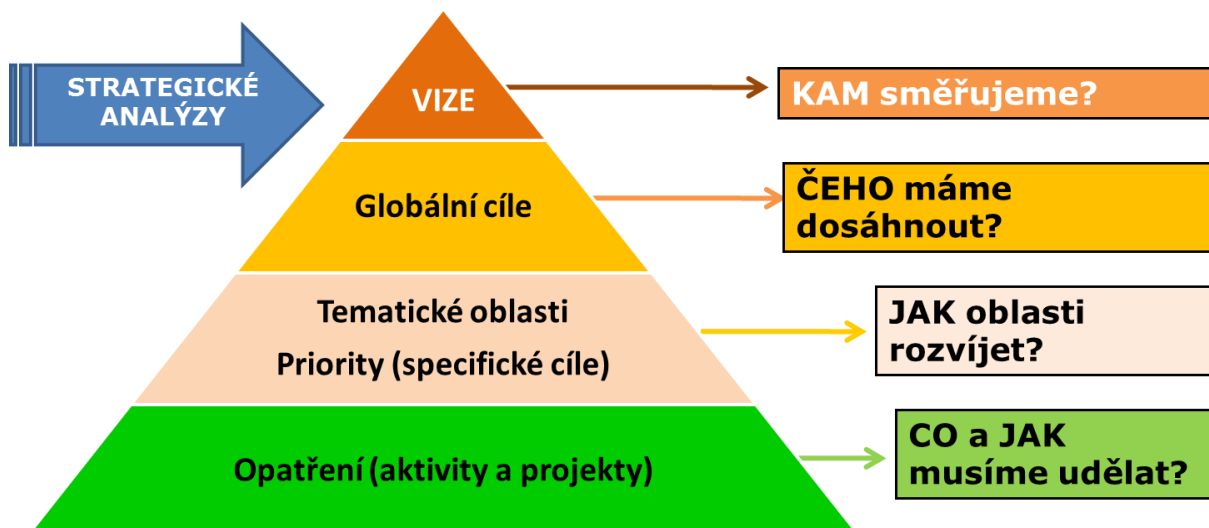 STRATEGICKÉ
ANALÝZY
VIZE
KAM směřujeme?
Globální cíle
ČEHO máme
dosáhnout?
Tematické oblasti
Priority (specifické cíle)
JAK oblasti
rozvíjet?
Opatření (aktivity a projekty)
CO a JAK
musíme udělat?